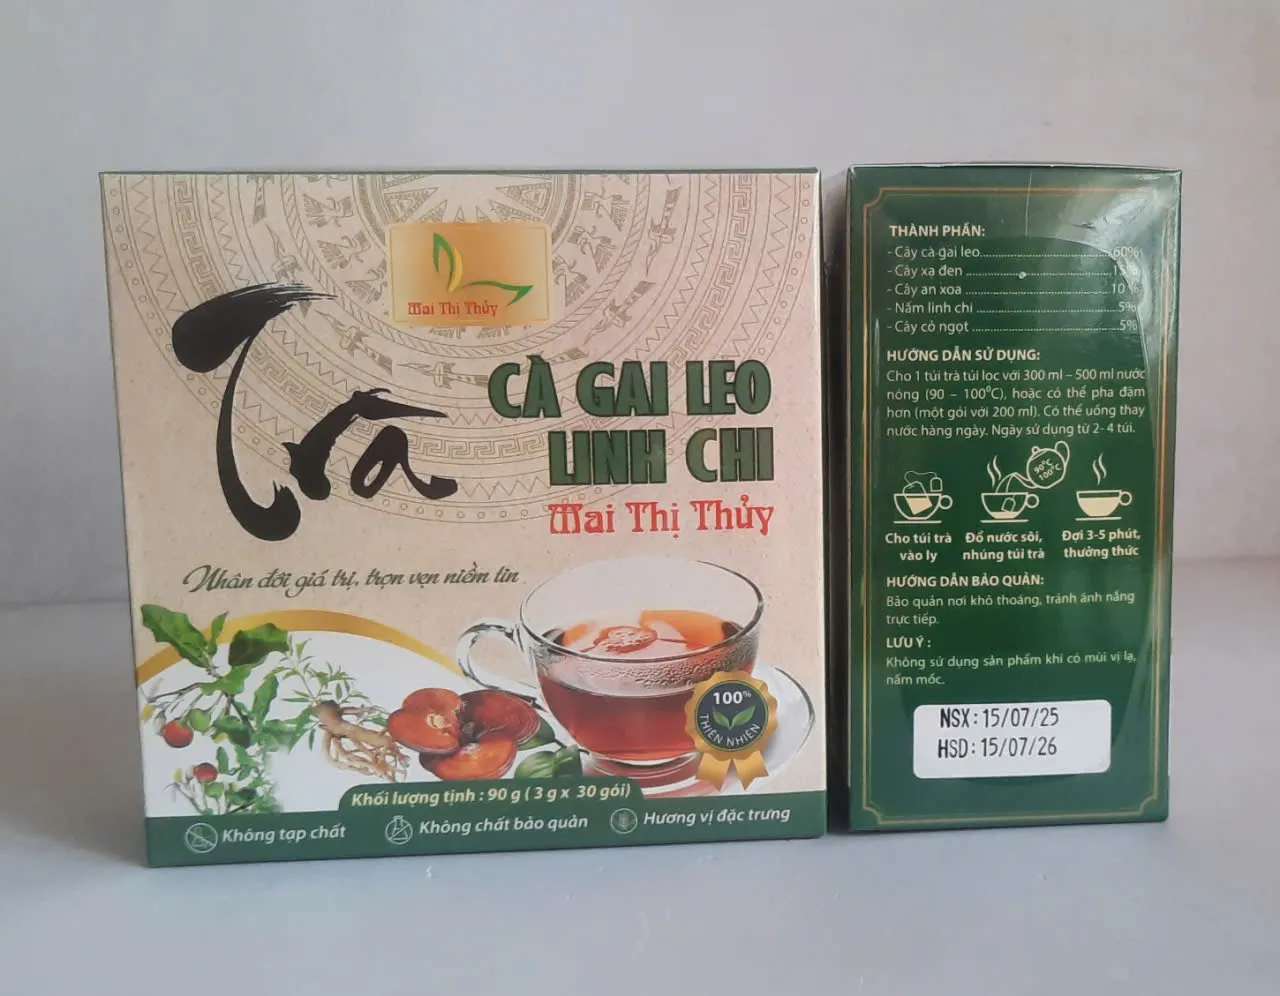 Mai Thị Thủy
Trà
CÀ GAI LEO
LINH CHI
Mai Thị Thủy
Nhân đôi giá trị, trọn vẹn niềm tin
100%
THIÊN NHIÊN
Khối lượng tịnh : 90 g ( 3 g x 30 gói)
Không tạp chất
Không chất bảo quản
Hương vị đặc trưng
THÀNH PHẦN:
- Cây cà gai leo........................60%
- Cây xạ đen ........................15%
- Cây an xoa ........................10 %
- Nấm linh chi ........................5%
- Cây cỏ ngọt ........................5%
HƯỚNG DẪN SỬ DỤNG:
Cho 1 túi trà túi lọc với 300 ml – 500 ml nước
nóng (90 – 100⁰C), hoặc có thể pha đậm
hơn (một gói với 200 ml). Có thể uống thay
nước hàng ngày. Ngày sử dụng từ 2- 4 túi.
90⁰C
100⁰C
Cho túi trà
vào ly
Đổ nước sôi,
nhúng túi trà
Đợi 3-5 phút,
thưởng thức
HƯỚNG DẪN BẢO QUẢN:
Bảo quản nơi khô thoáng, tránh ánh nắng
trực tiếp.
LƯU Ý :
Không sử dụng sản phẩm khi có mùi vị lạ,
nấm mốc.
NSX: 15/07/25
HSD: 15/07/26